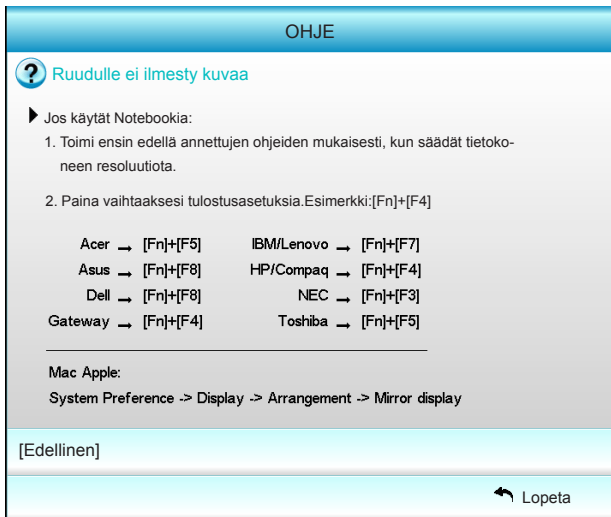 OHJE
? Ruudulle ei ilmesty kuvaa
Jos käytät Notebookia:
1. Toimi ensin edellä annettujen ohjeiden mukaisesti, kun säädät tietoko-
neen resoluutiota.
2. Paina vaihtaaksesi tulostusasetuksia.Esimerkki:[Fn]+[F4]
Acer → [Fn]+[F5] IBM/Lenovo → [Fn]+[F7]
Asus → [Fn]+[F8] HP/Compaq → [Fn]+[F4]
Dell → [Fn]+[F8] NEC → [Fn]+[F3]
Gateway → [Fn]+[F4] Toshiba → [Fn]+[F5]
Mac Apple:
System Preference -> Display -> Arrangement -> Mirror display
[Edellinen]
Lopeta